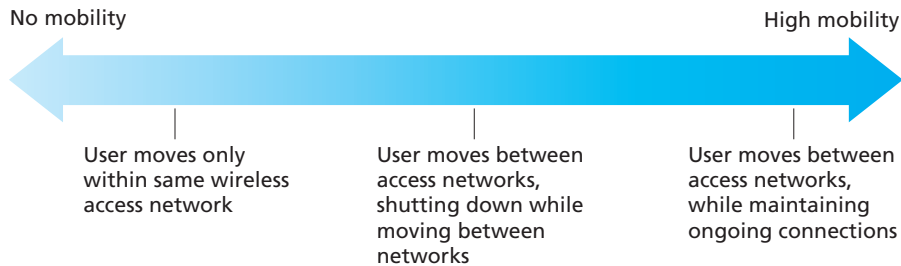 No mobility
High mobility
User moves only
within same wireless
access network
User moves between
access networks,
shutting down while
moving between
networks
User moves between
access networks,
while maintaining
ongoing connections